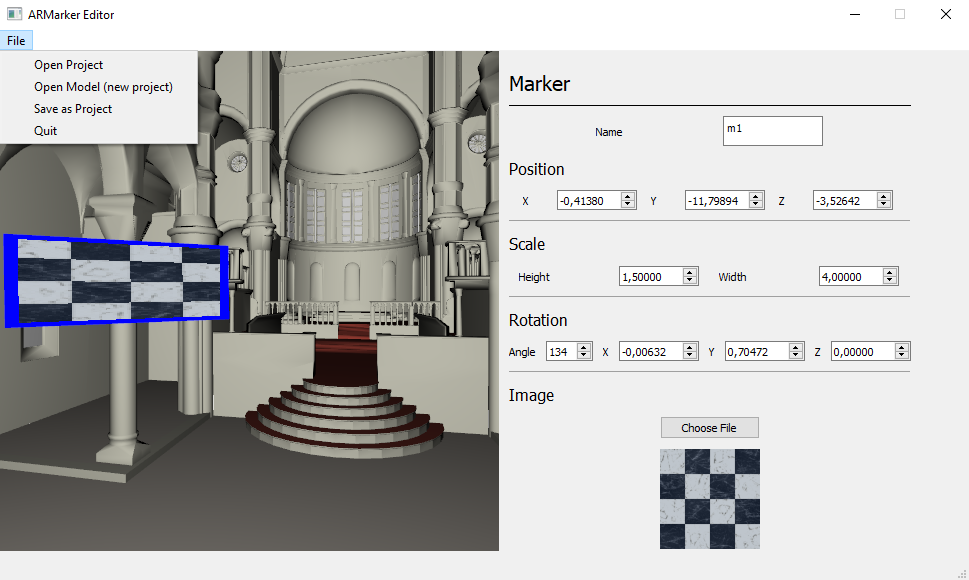 ARMarker Editor
File
Open Project
Open Model (new project)
Save as Project
Quit
Marker
Name m1
Position
X -0,41380 Y -11,79894 Z -3,52642
Scale
Height 1,50000 Width 4,00000
Rotation
Angle 134 X -0,00632 Y 0,70472 Z 0,00000
Image
Choose File